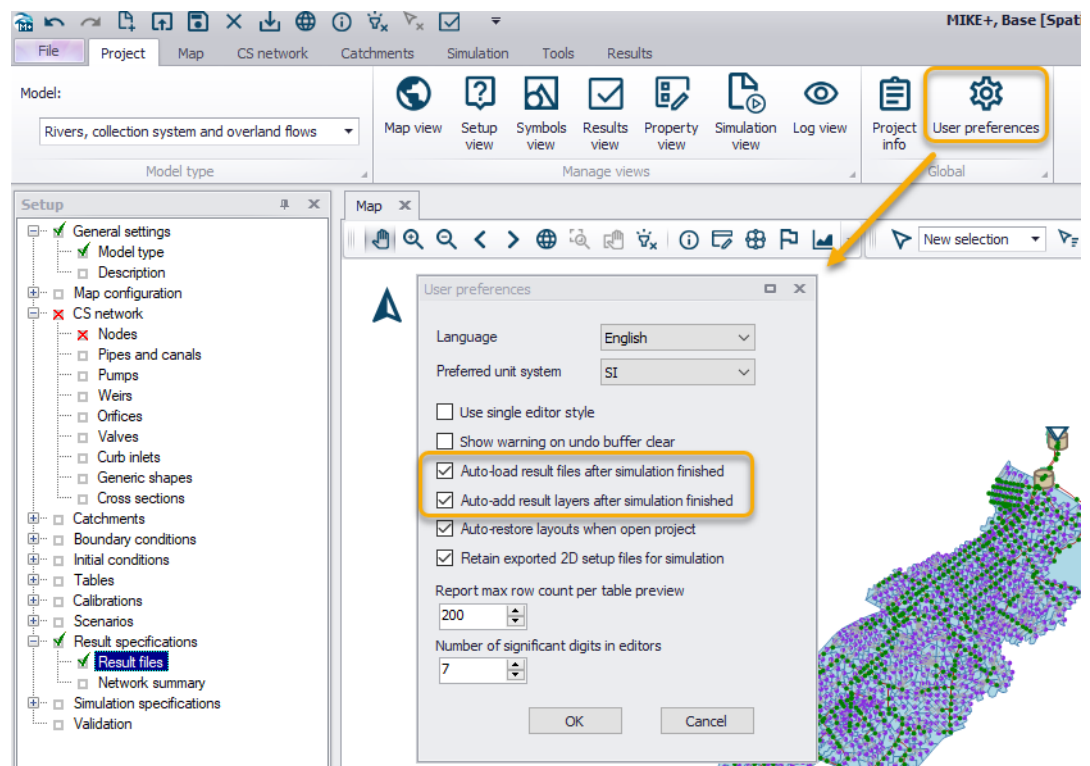 MIKE+, Base [Spati
File Project Map CS network Catchments Simulation Tools Results
Model:
Rivers, collection system and overland flows
Model type
Map view
Setup view
Symbols view
Results view
Property view
Simulation view
Log view
Manage views
Project info
User preferences
Global
Setup
General settings
Model type
Description
Map configuration
CS network
Nodes
Pipes and canals
Pumps
Weirs
Orifices
Valves
Curb inlets
Generic shapes
Cross sections
Catchments
Boundary conditions
Initial conditions
Tables
Calibrations
Scenarios
Result specifications
Result files
Network summary
Simulation specifications
Validation
Map
New selection
User preferences
Language English
Preferred unit system SI
Use single editor style
Show warning on undo buffer clear
Auto-load result files after simulation finished
Auto-add result layers after simulation finished
Auto-restore layouts when open project
Retain exported 2D setup files for simulation
Report max row count per table preview
200
Number of significant digits in editors
7
OK Cancel